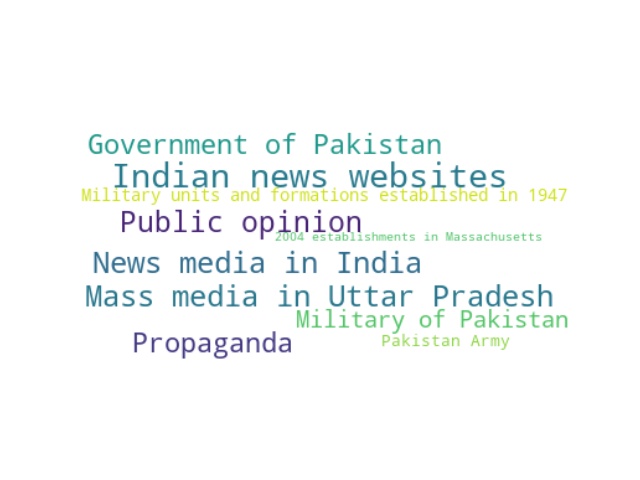 Government of Pakistan
Indian news websites
Military units and formations established in 1947
Public opinion
2004 establishments in Massachusetts
News media in India
Mass media in Uttar Pradesh
Military of Pakistan
Propaganda
Pakistan Army